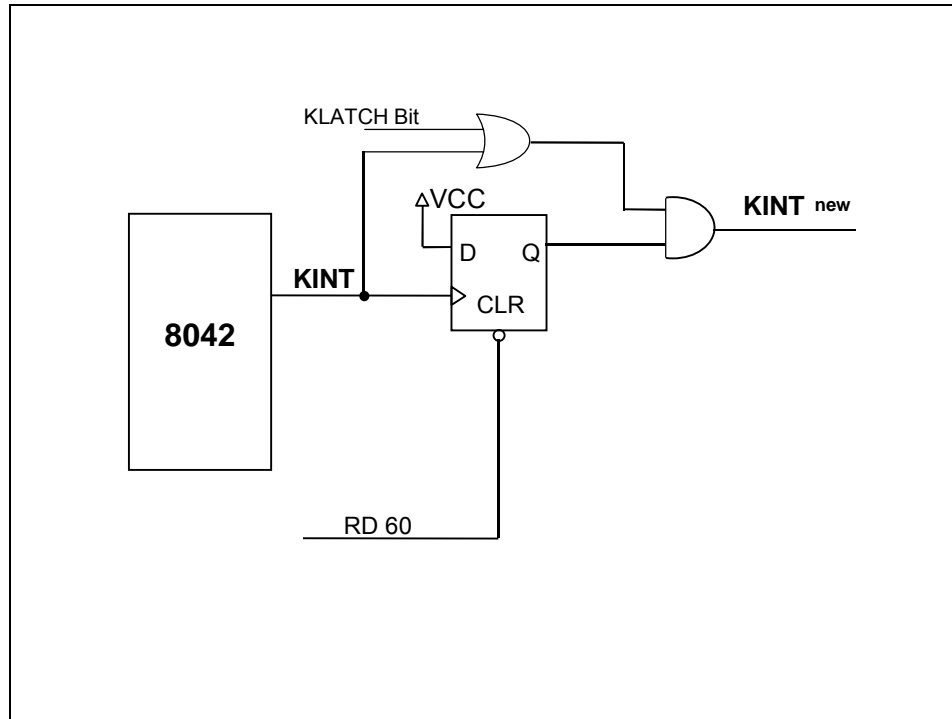 KLATCH Bit
VCC
KINT new
D
Q
KINT
CLR
8042
RD 60